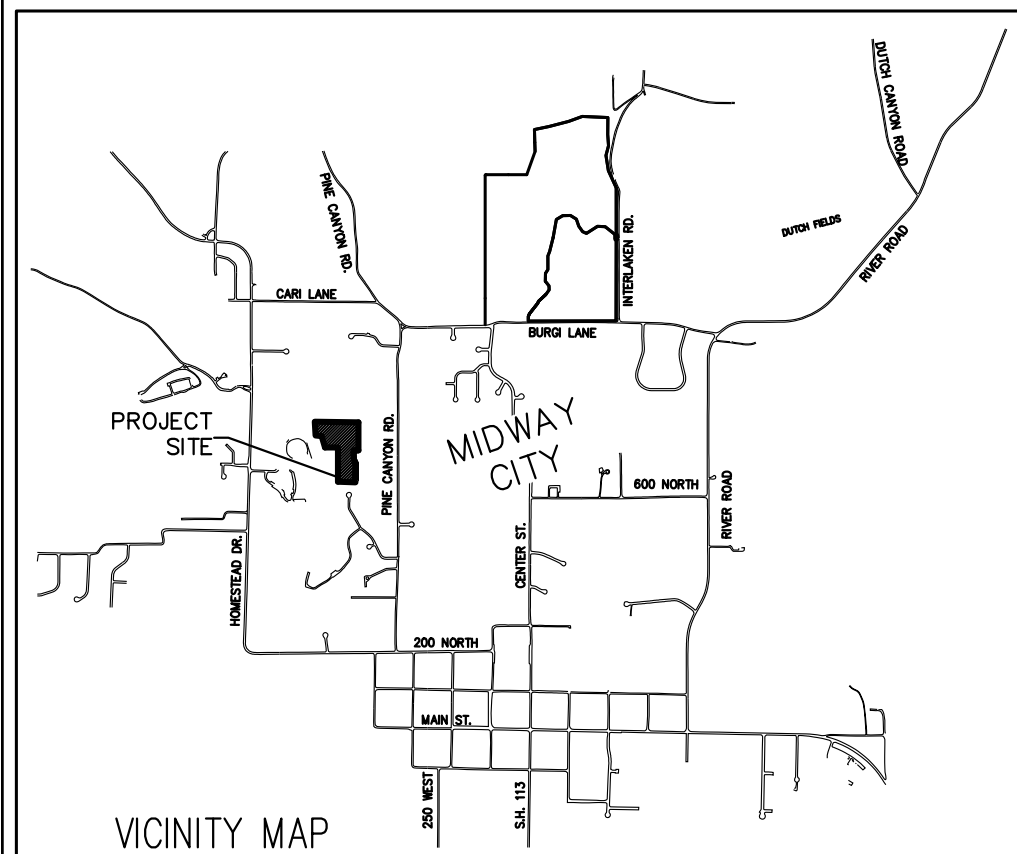 DUTCH CANYON ROAD
PINE CANYON RD.
DUTCH FIELDS
INTERLAKEN RD.
RIVER ROAD
CARI LANE
BURGI LANE
PROJECT
SITE
MIDWAY
CITY
PINE CANYON RD.
600 NORTH
RIVER ROAD
CENTER ST.
HOMESTEAD DR.
200 NORTH
MAIN ST.
250 WEST
S.H. 113
VICINITY MAP